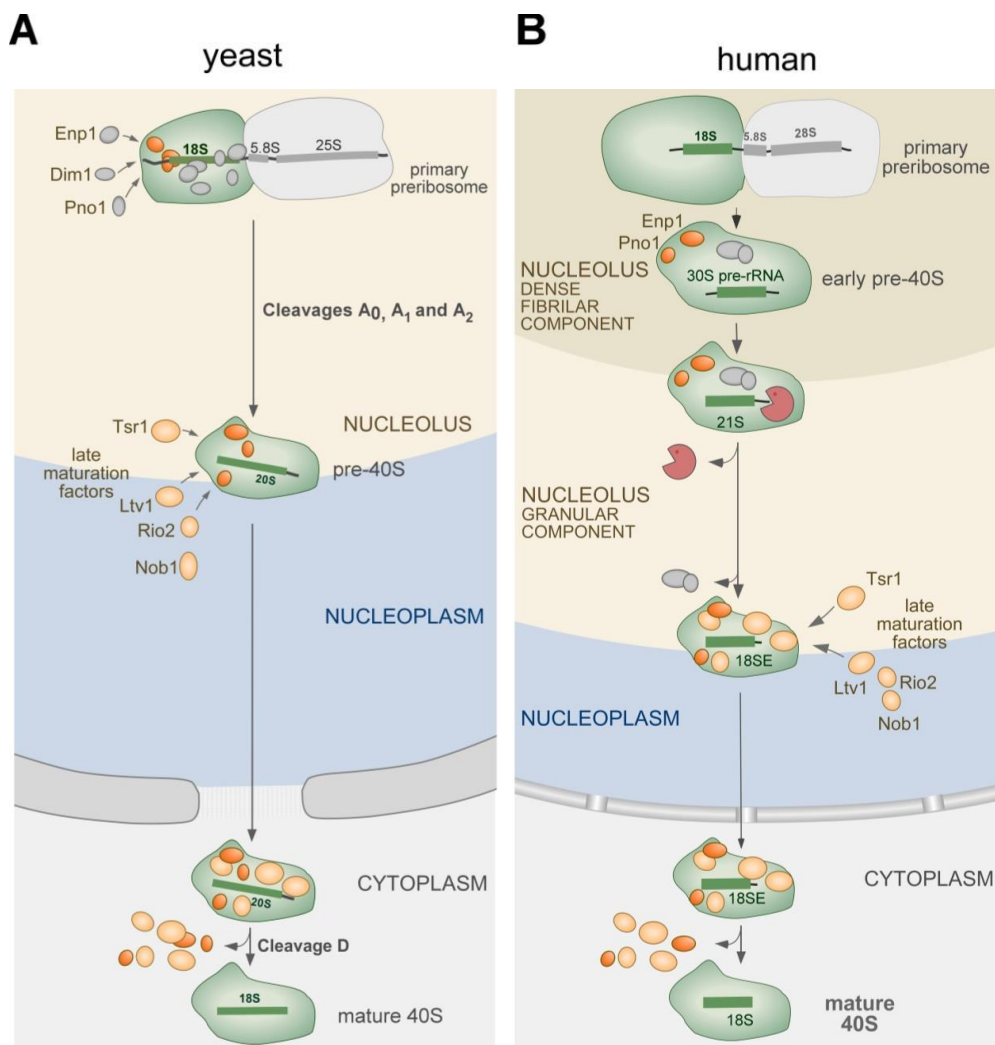 A
yeast
Enp1
Dim1
Pno1
18S
5.8S
25S
primary
preribosome
Cleavages A0, A1 and A2
Tsr1
NUCLEOLUS
late
maturation
factors
pre-40S
20S
Ltv1
Rio2
Nob1
NUCLEOPLASM
CYTOPLASM
20S
Cleavage D
18S
mature 40S
B
human
18S
5.8S
28S
primary
preribosome
Enp1
Pno1
30S pre-rRNA
early pre-40S
NUCLEOLUS
DENSE
FIBRILAR
COMPONENT
21S
NUCLEOLUS
GRANULAR
COMPONENT
Tsr1
late
maturation
factors
18SE
Ltv1
Rio2
Nob1
NUCLEOPLASM
CYTOPLASM
18SE
18S
mature
40S